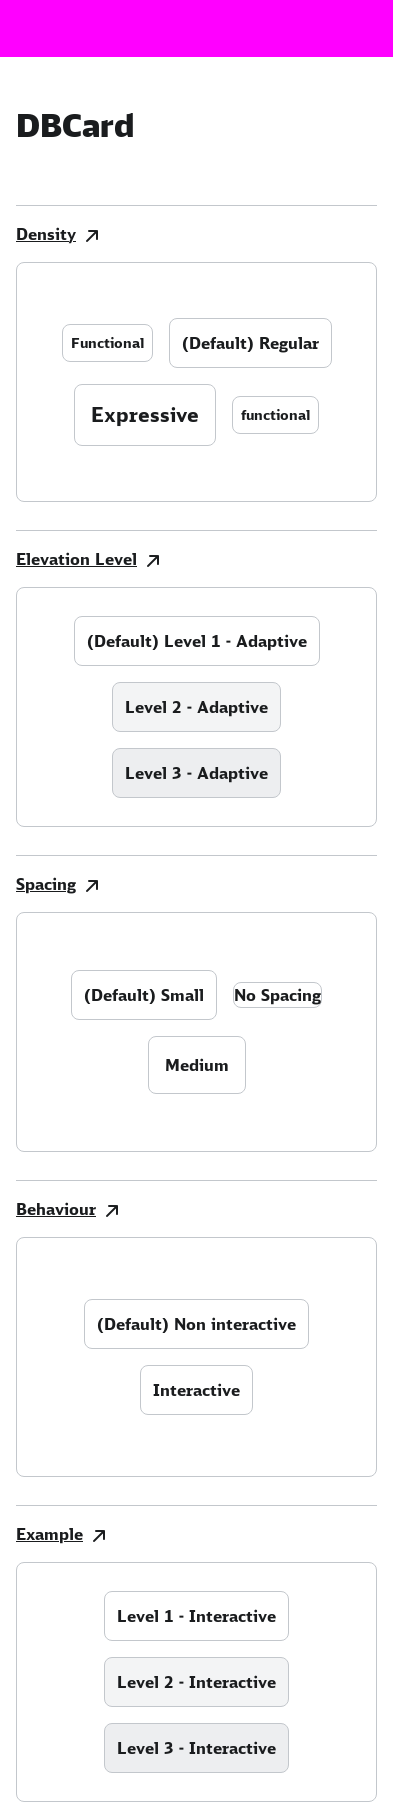 DBCard
Density
Functional
(Default) Regular
Expressive
functional
Elevation Level
(Default) Level 1 - Adaptive
Level 2 - Adaptive
Level 3 - Adaptive
Spacing
(Default) Small
No Spacing
Medium
Behaviour
(Default) Non interactive
Interactive
Example
Level 1 - Interactive
Level 2 - Interactive
Level 3 - Interactive